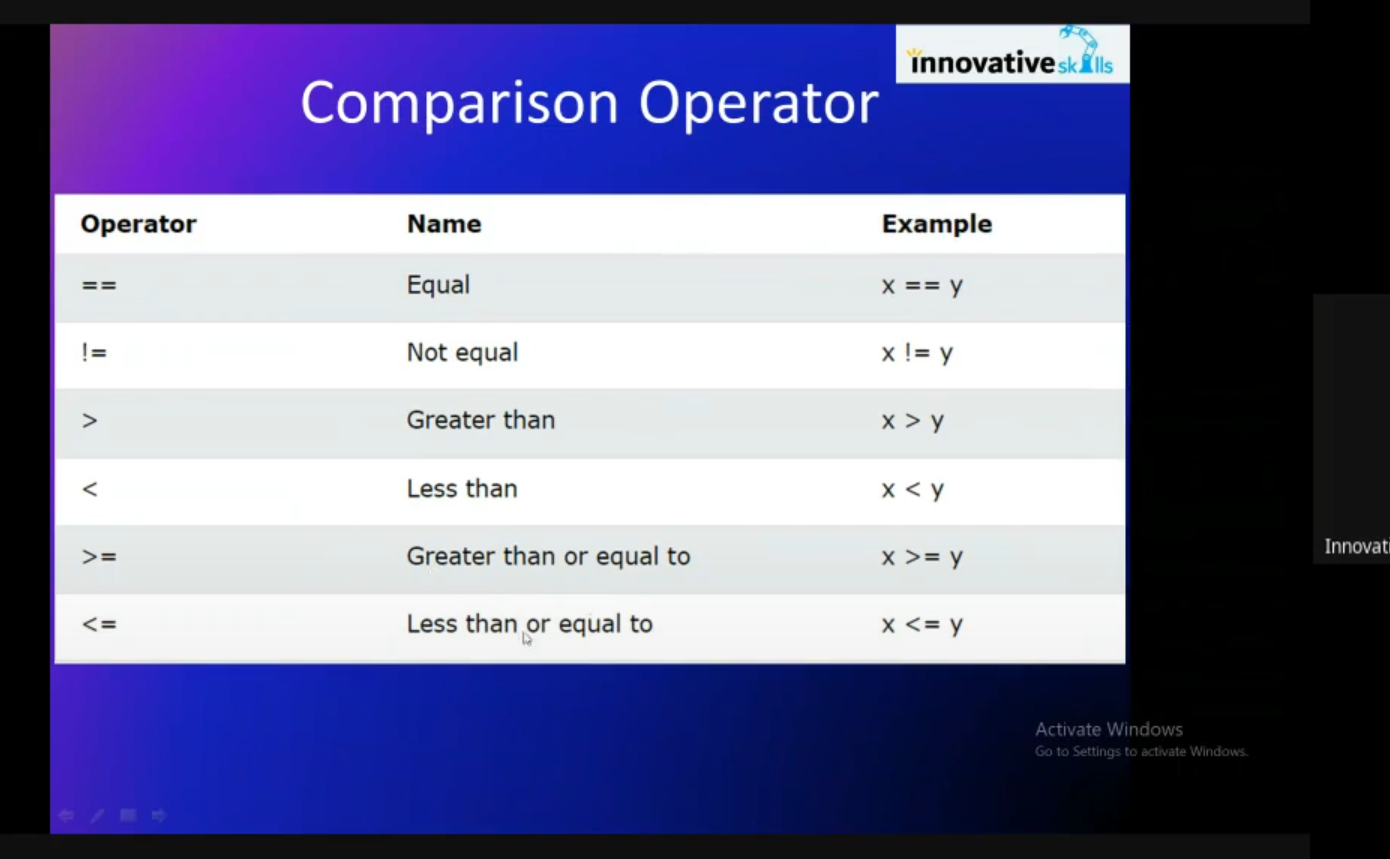 innovative skills
Comparison Operator
Operator Name Example
== Equal x == y
!= Not equal x != y
> Greater than x > y
< Less than x < y
>= Greater than or equal to x >= y
<= Less than or equal to x <= y
Innovati
Activate Windows
Go to Settings to activate Windows.